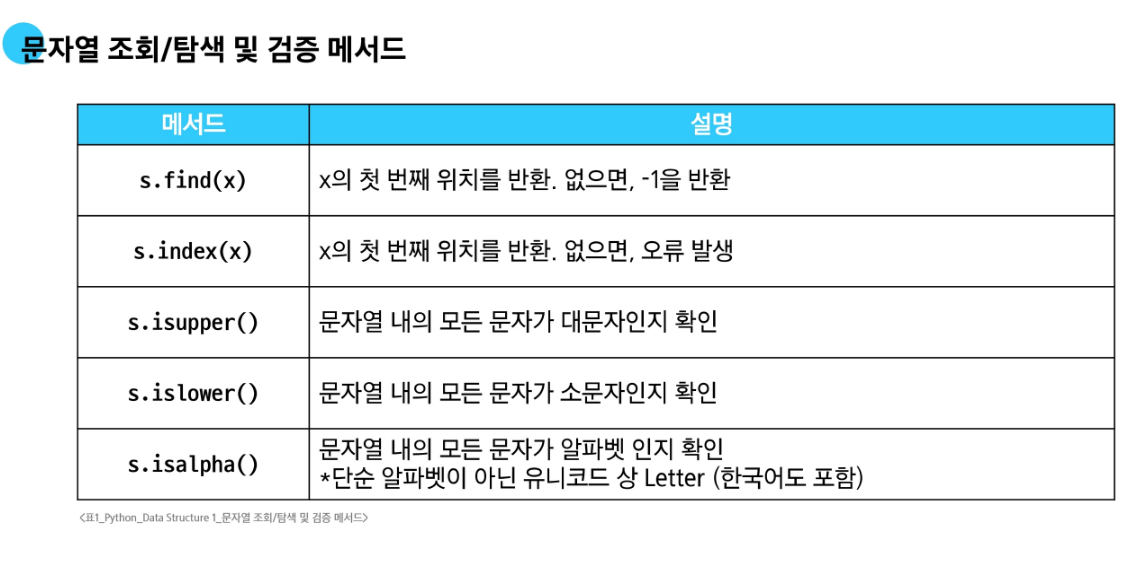 문자열 조회/탐색 및 검증 메서드
메서드 설명
s.find(x) x의 첫 번째 위치를 반환. 없으면, -1을 반환
s.index(x) x의 첫 번째 위치를 반환. 없으면, 오류 발생
s.isupper() 문자열 내의 모든 문자가 대문자인지 확인
s.islower() 문자열 내의 모든 문자가 소문자인지 확인
s.isalpha() 문자열 내의 모든 문자가 알파벳 인지 확인
*단순 알파벳이 아닌 유니코드 상 Letter (한국어도 포함)
<표1_Python_Data Structure 1_문자열 조회/탐색 및 검증 메서드>